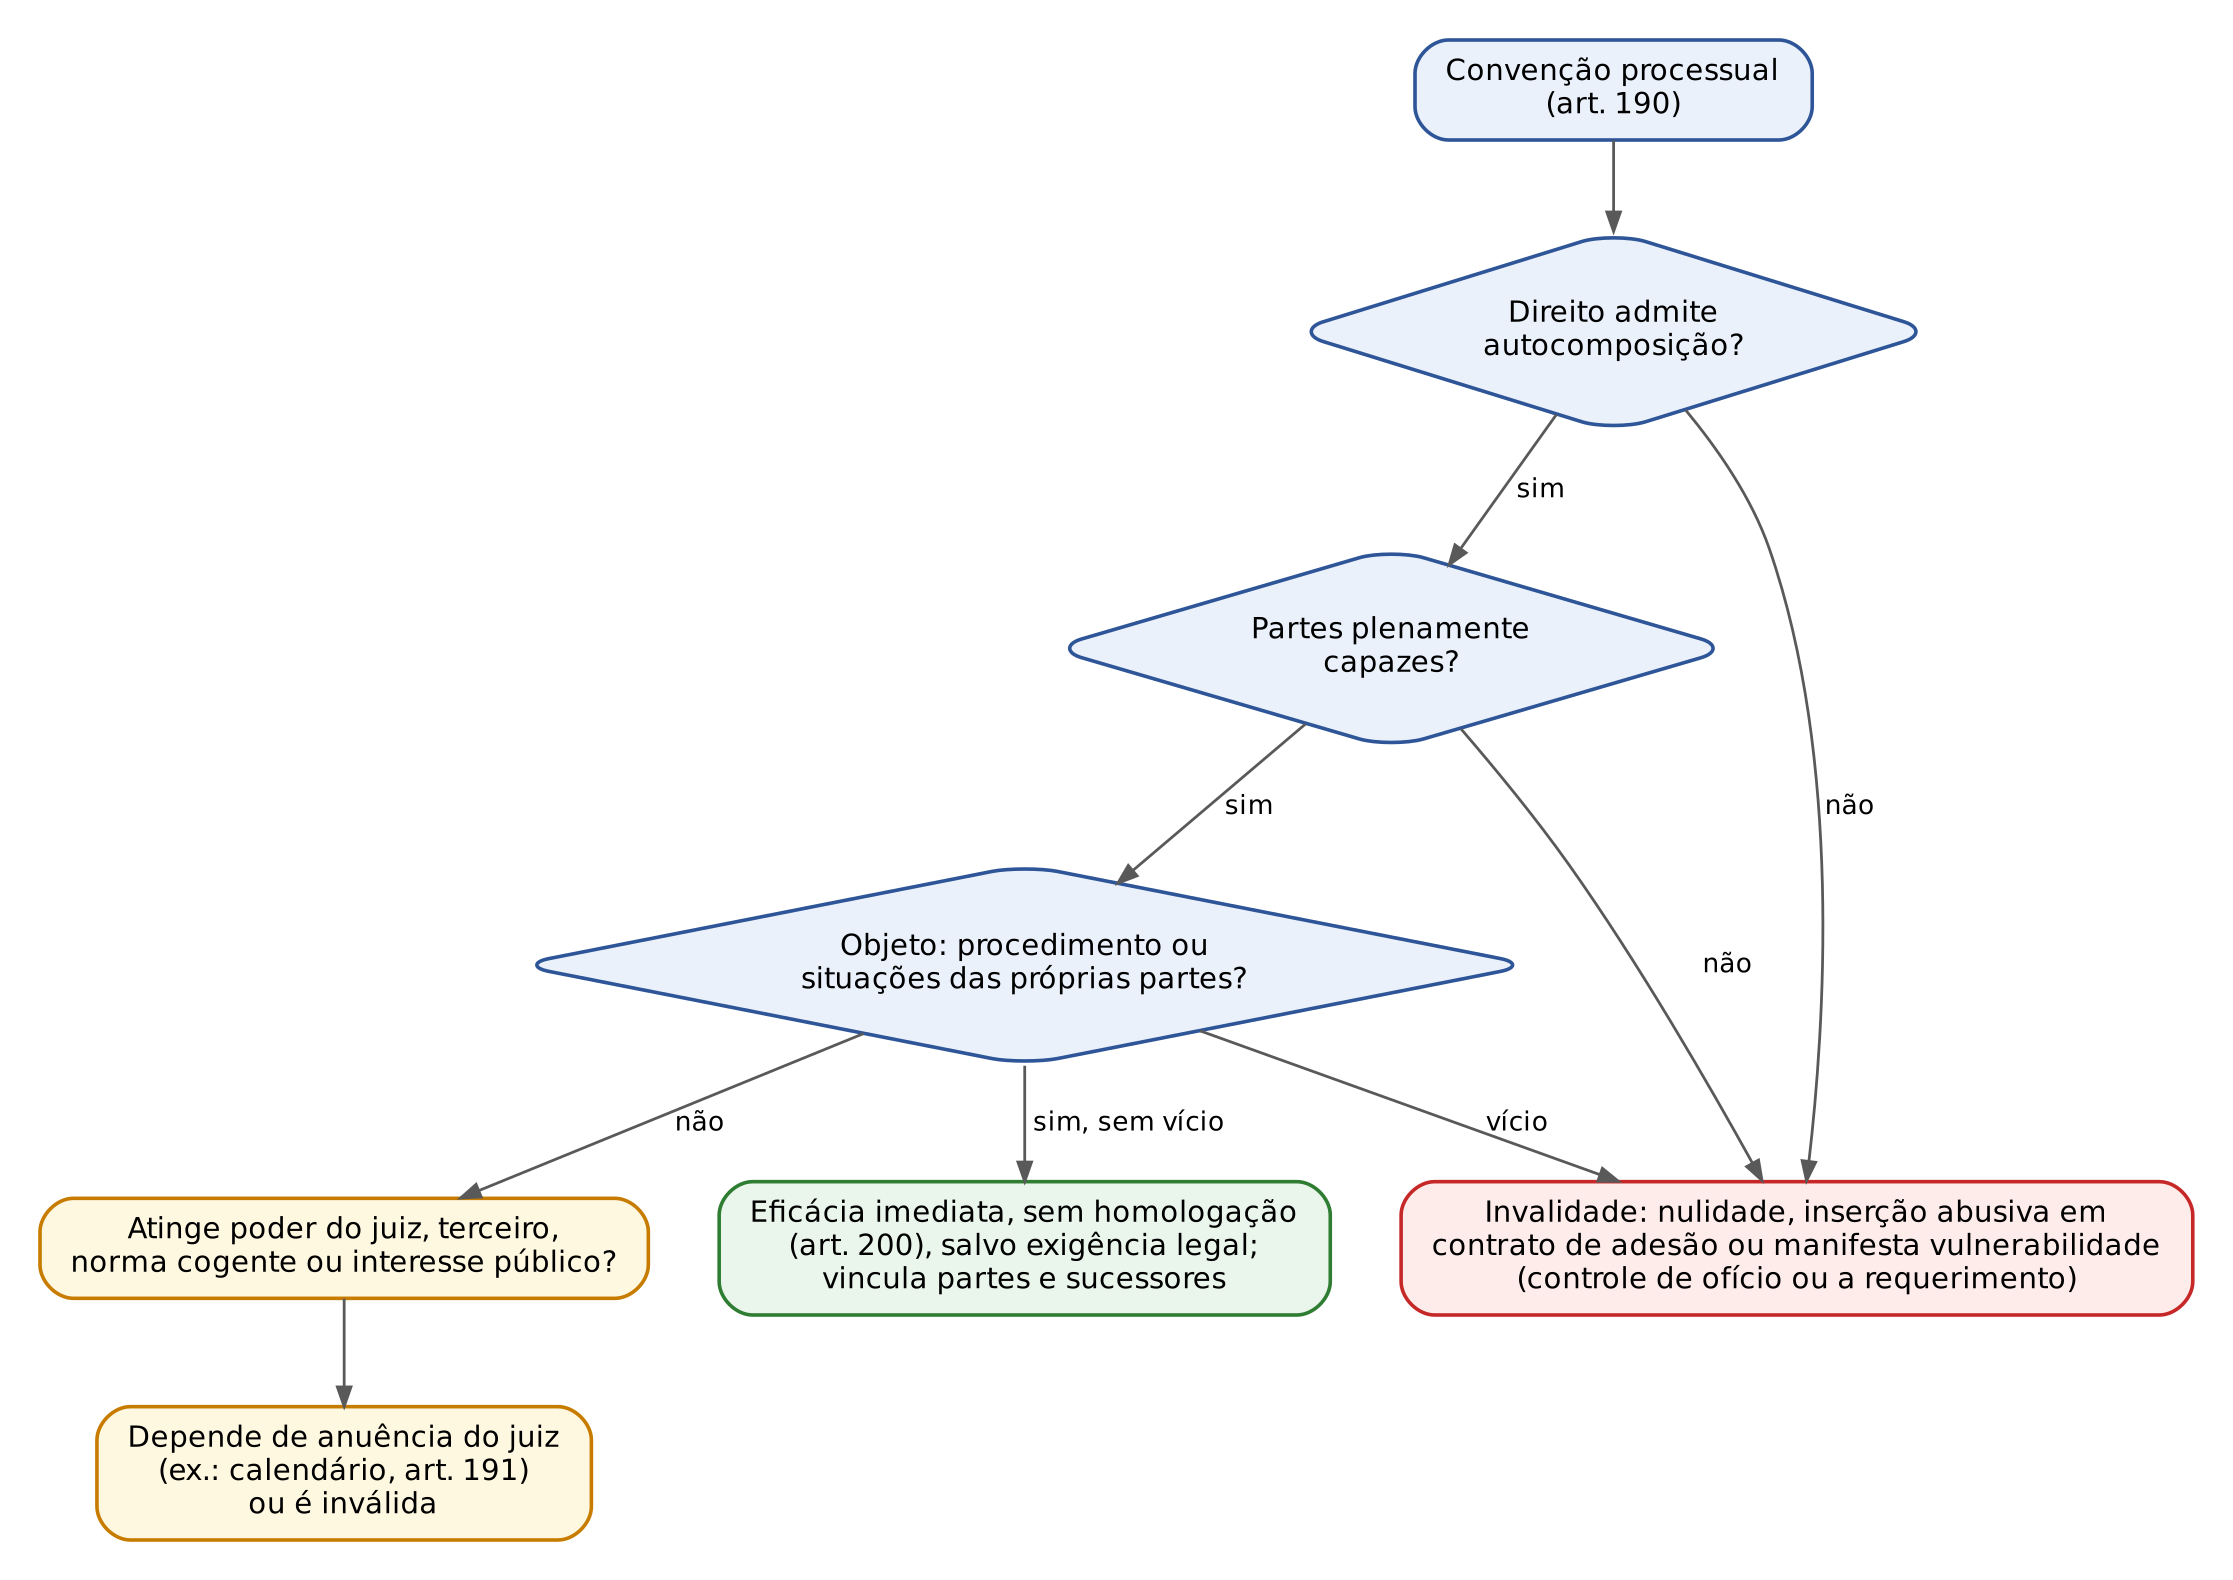 Convenção processual
(art. 190)
Direito admite
autocomposição?
sim
Partes plenamente
capazes?
sim
não
não
Objeto: procedimento ou
situações das próprias partes?
não
sim, sem vício
vício
Atinge poder do juiz, terceiro,
norma cogente ou interesse público?
Eficácia imediata, sem homologação
(art. 200), salvo exigência legal;
vincula partes e sucessores
Invalidade: nulidade, inserção abusiva em
contrato de adesão ou manifesta vulnerabilidade
(controle de ofício ou a requerimento)
Depende de anuência do juiz
(ex.: calendário, art. 191)
ou é inválida